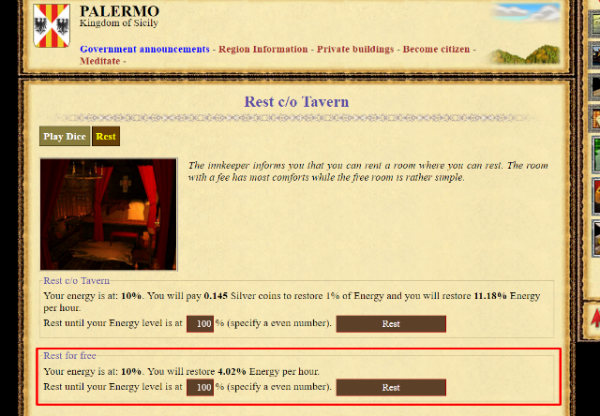 PALERMO
Kingdom of Sicily
Government announcements - Region Information - Private buildings - Become citizen -
Meditate -
Rest c/o Tavern
Play Dice Rest
The innkeeper informs you that you can rent a room where you can rest. The room
with a fee has most comforts while the free room is rather simple.
Rest c/o Tavern
Your energy is at: 10%. You will pay 0.145 Silver coins to restore 1% of Energy and you will restore 11.18% Energy
per hour.
Rest until your Energy level is at 100 % (specify a even number). Rest
Rest for free
Your energy is at: 10%. You will restore 4.02% Energy per hour.
Rest until your Energy level is at 100 % (specify a even number). Rest